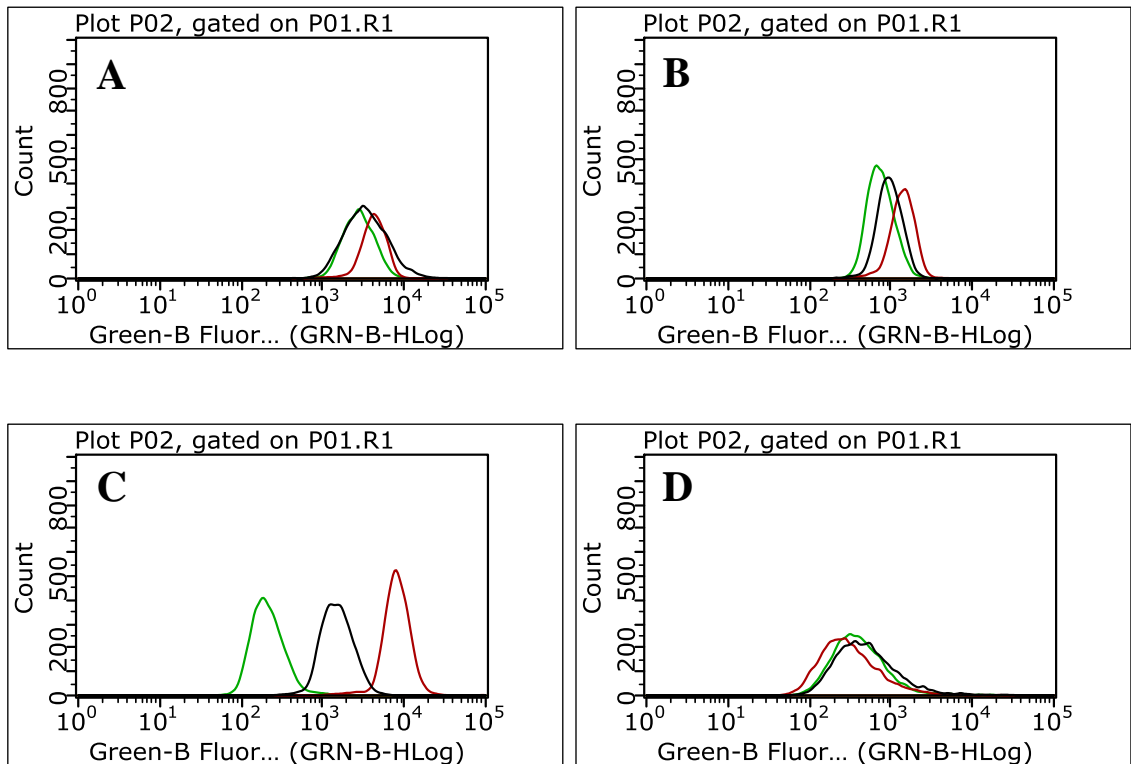 Plot P02, gated on P01.R1
A
Count
800
500
200
0
10^0 10^1 10^2 10^3 10^4 10^5
Green-B Fluor... (GRN-B-HLog)
Plot P02, gated on P01.R1
B
Count
800
500
200
0
10^0 10^1 10^2 10^3 10^4 10^5
Green-B Fluor... (GRN-B-HLog)
Plot P02, gated on P01.R1
C
Count
800
500
200
0
10^0 10^1 10^2 10^3 10^4 10^5
Green-B Fluor... (GRN-B-HLog)
Plot P02, gated on P01.R1
D
Count
800
500
200
0
10^0 10^1 10^2 10^3 10^4 10^5
Green-B Fluor... (GRN-B-HLog)